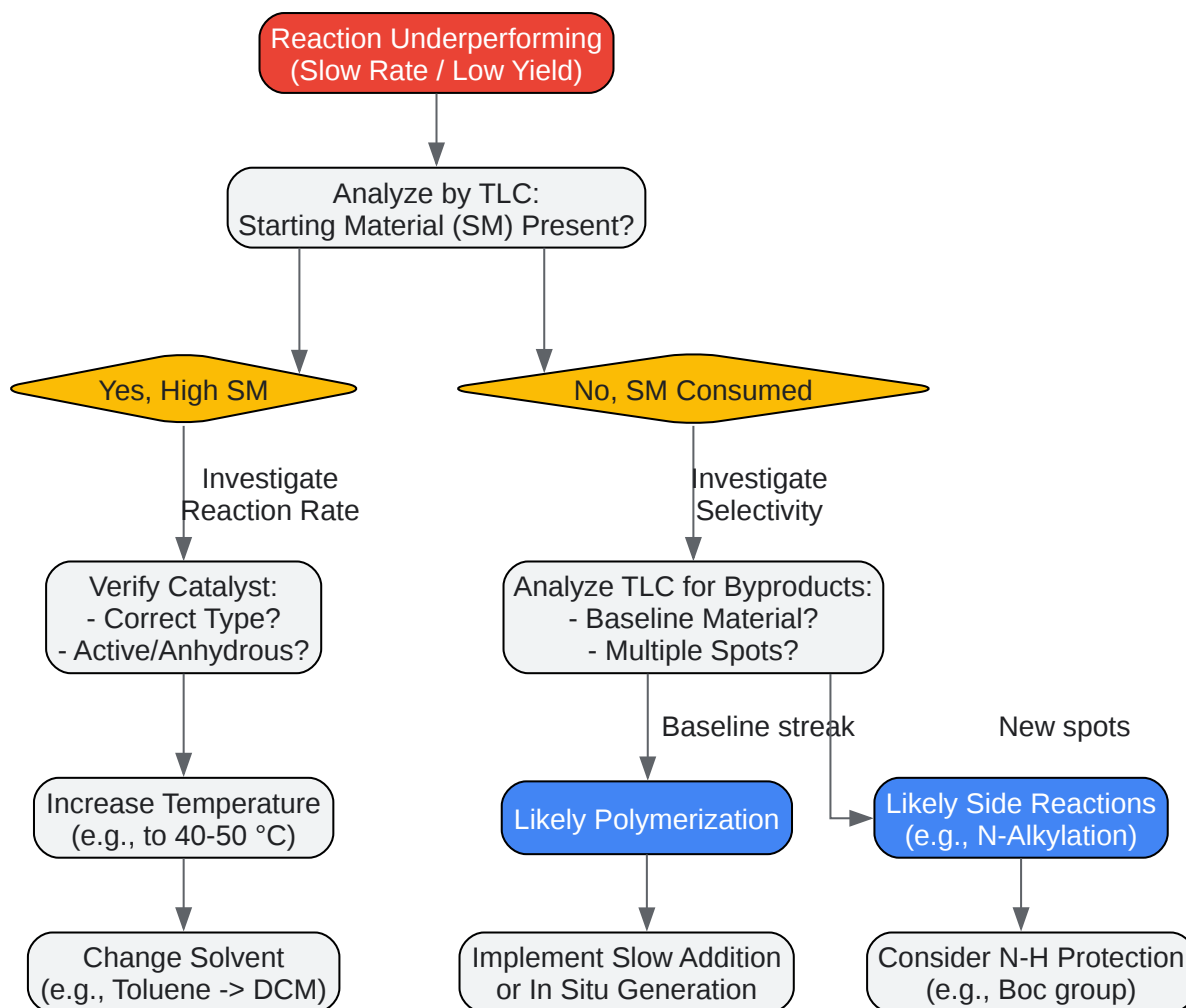 Reaction Underperforming
(Slow Rate / Low Yield)
Analyze by TLC:
Starting Material (SM) Present?
Yes, High SM
No, SM Consumed
Investigate
Reaction Rate
Investigate
Selectivity
Verify Catalyst:
- Correct Type?
- Active/Anhydrous?
Analyze TLC for Byproducts:
- Baseline Material?
- Multiple Spots?
Baseline streak
New spots
Increase Temperature
(e.g., to 40-50 °C)
Likely Polymerization
Likely Side Reactions
(e.g., N-Alkylation)
Change Solvent
(e.g., Toluene -> DCM)
Implement Slow Addition
or In Situ Generation
Consider N-H Protection
(e.g., Boc group)